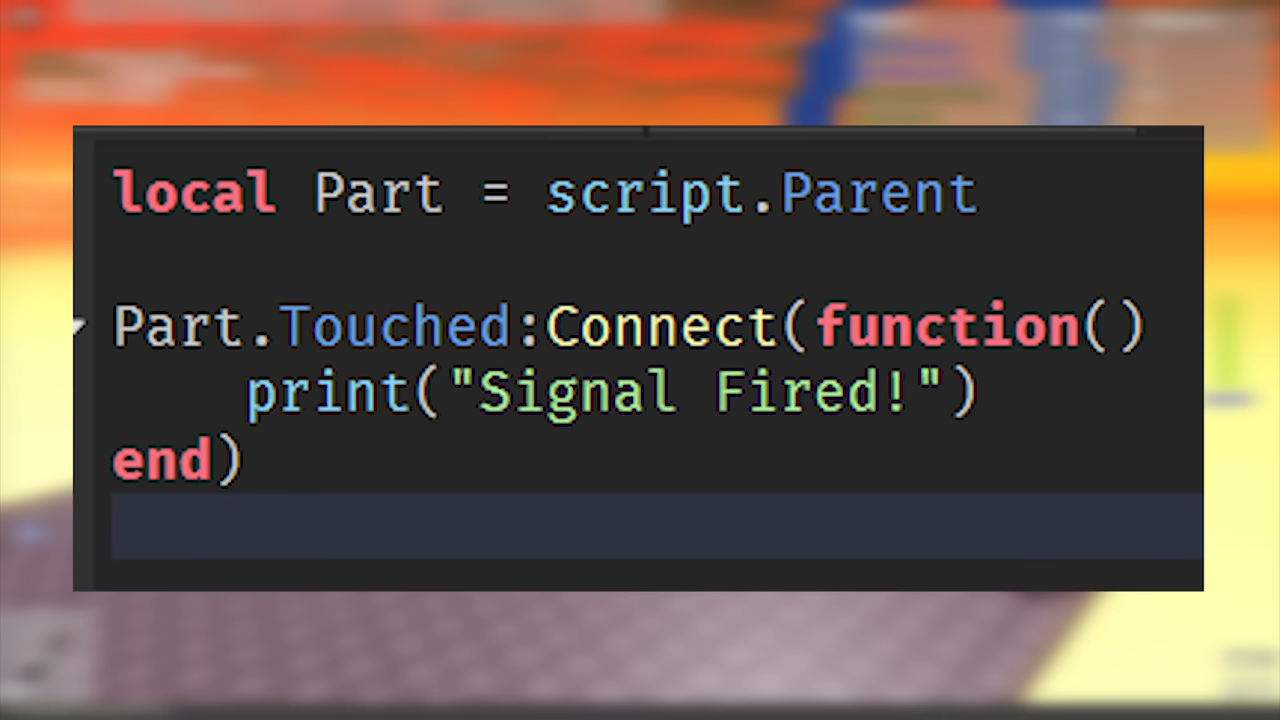 local Part = script.Parent
Part.Touched:Connect(function()
print("Signal Fired!")
end)